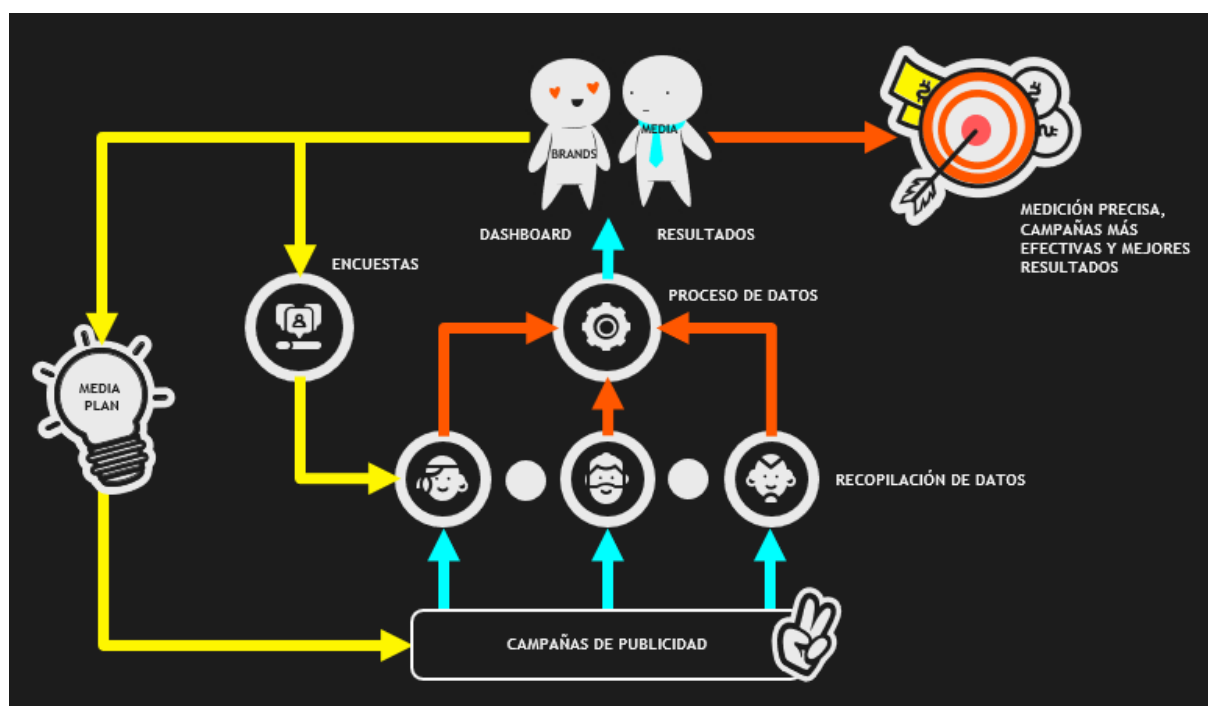 MEDIA
BRANDS
DASHBOARD
RESULTADOS
MEDICIÓN PRECISA,
CAMPAÑAS MÁS
EFECTIVAS Y MEJORES
RESULTADOS
ENCUESTAS
PROCESO DE DATOS
MEDIA
PLAN
RECOPILACIÓN DE DATOS
CAMPAÑAS DE PUBLICIDAD